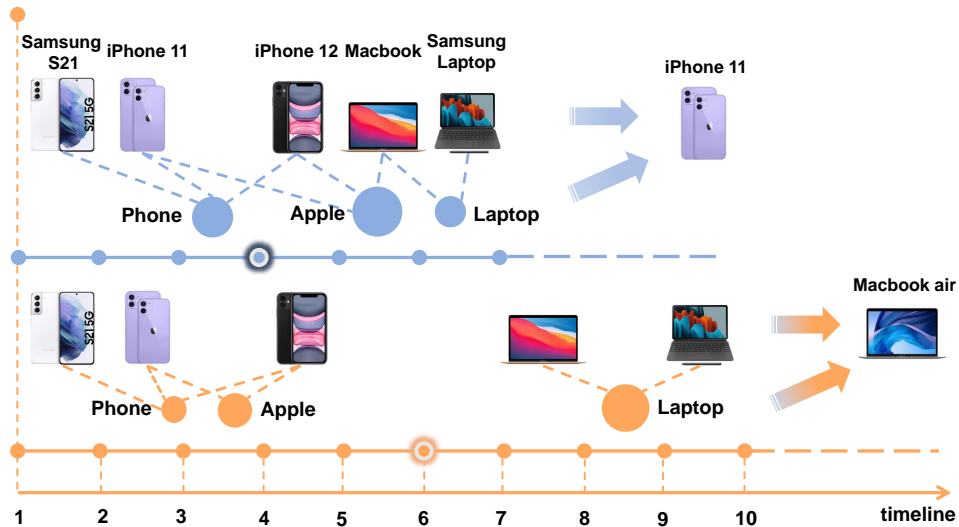 Samsung
S21
iPhone 11
iPhone 12
Macbook
Samsung
Laptop
iPhone 11
S21 5G
Phone
Apple
Laptop
Macbook air
S21 5G
Phone
Apple
Laptop
1
2
3
4
5
6
7
8
9
10
timeline